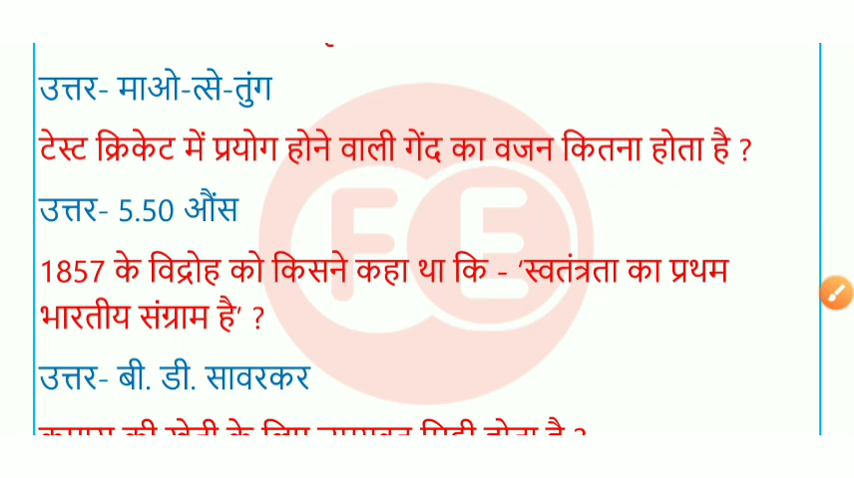 उत्तर- माओ-त्से-तुंग
टेस्ट क्रिकेट में प्रयोग होने वाली गेंद का वजन कितना होता है ?
उत्तर- 5.50 औंस
1857 के विद्रोह को किसने कहा था कि - ‘स्वतंत्रता का प्रथम
भारतीय संग्राम है’ ?
उत्तर- बी. डी. सावरकर
की खेती के लिए मिट्टी होता है ?
FE